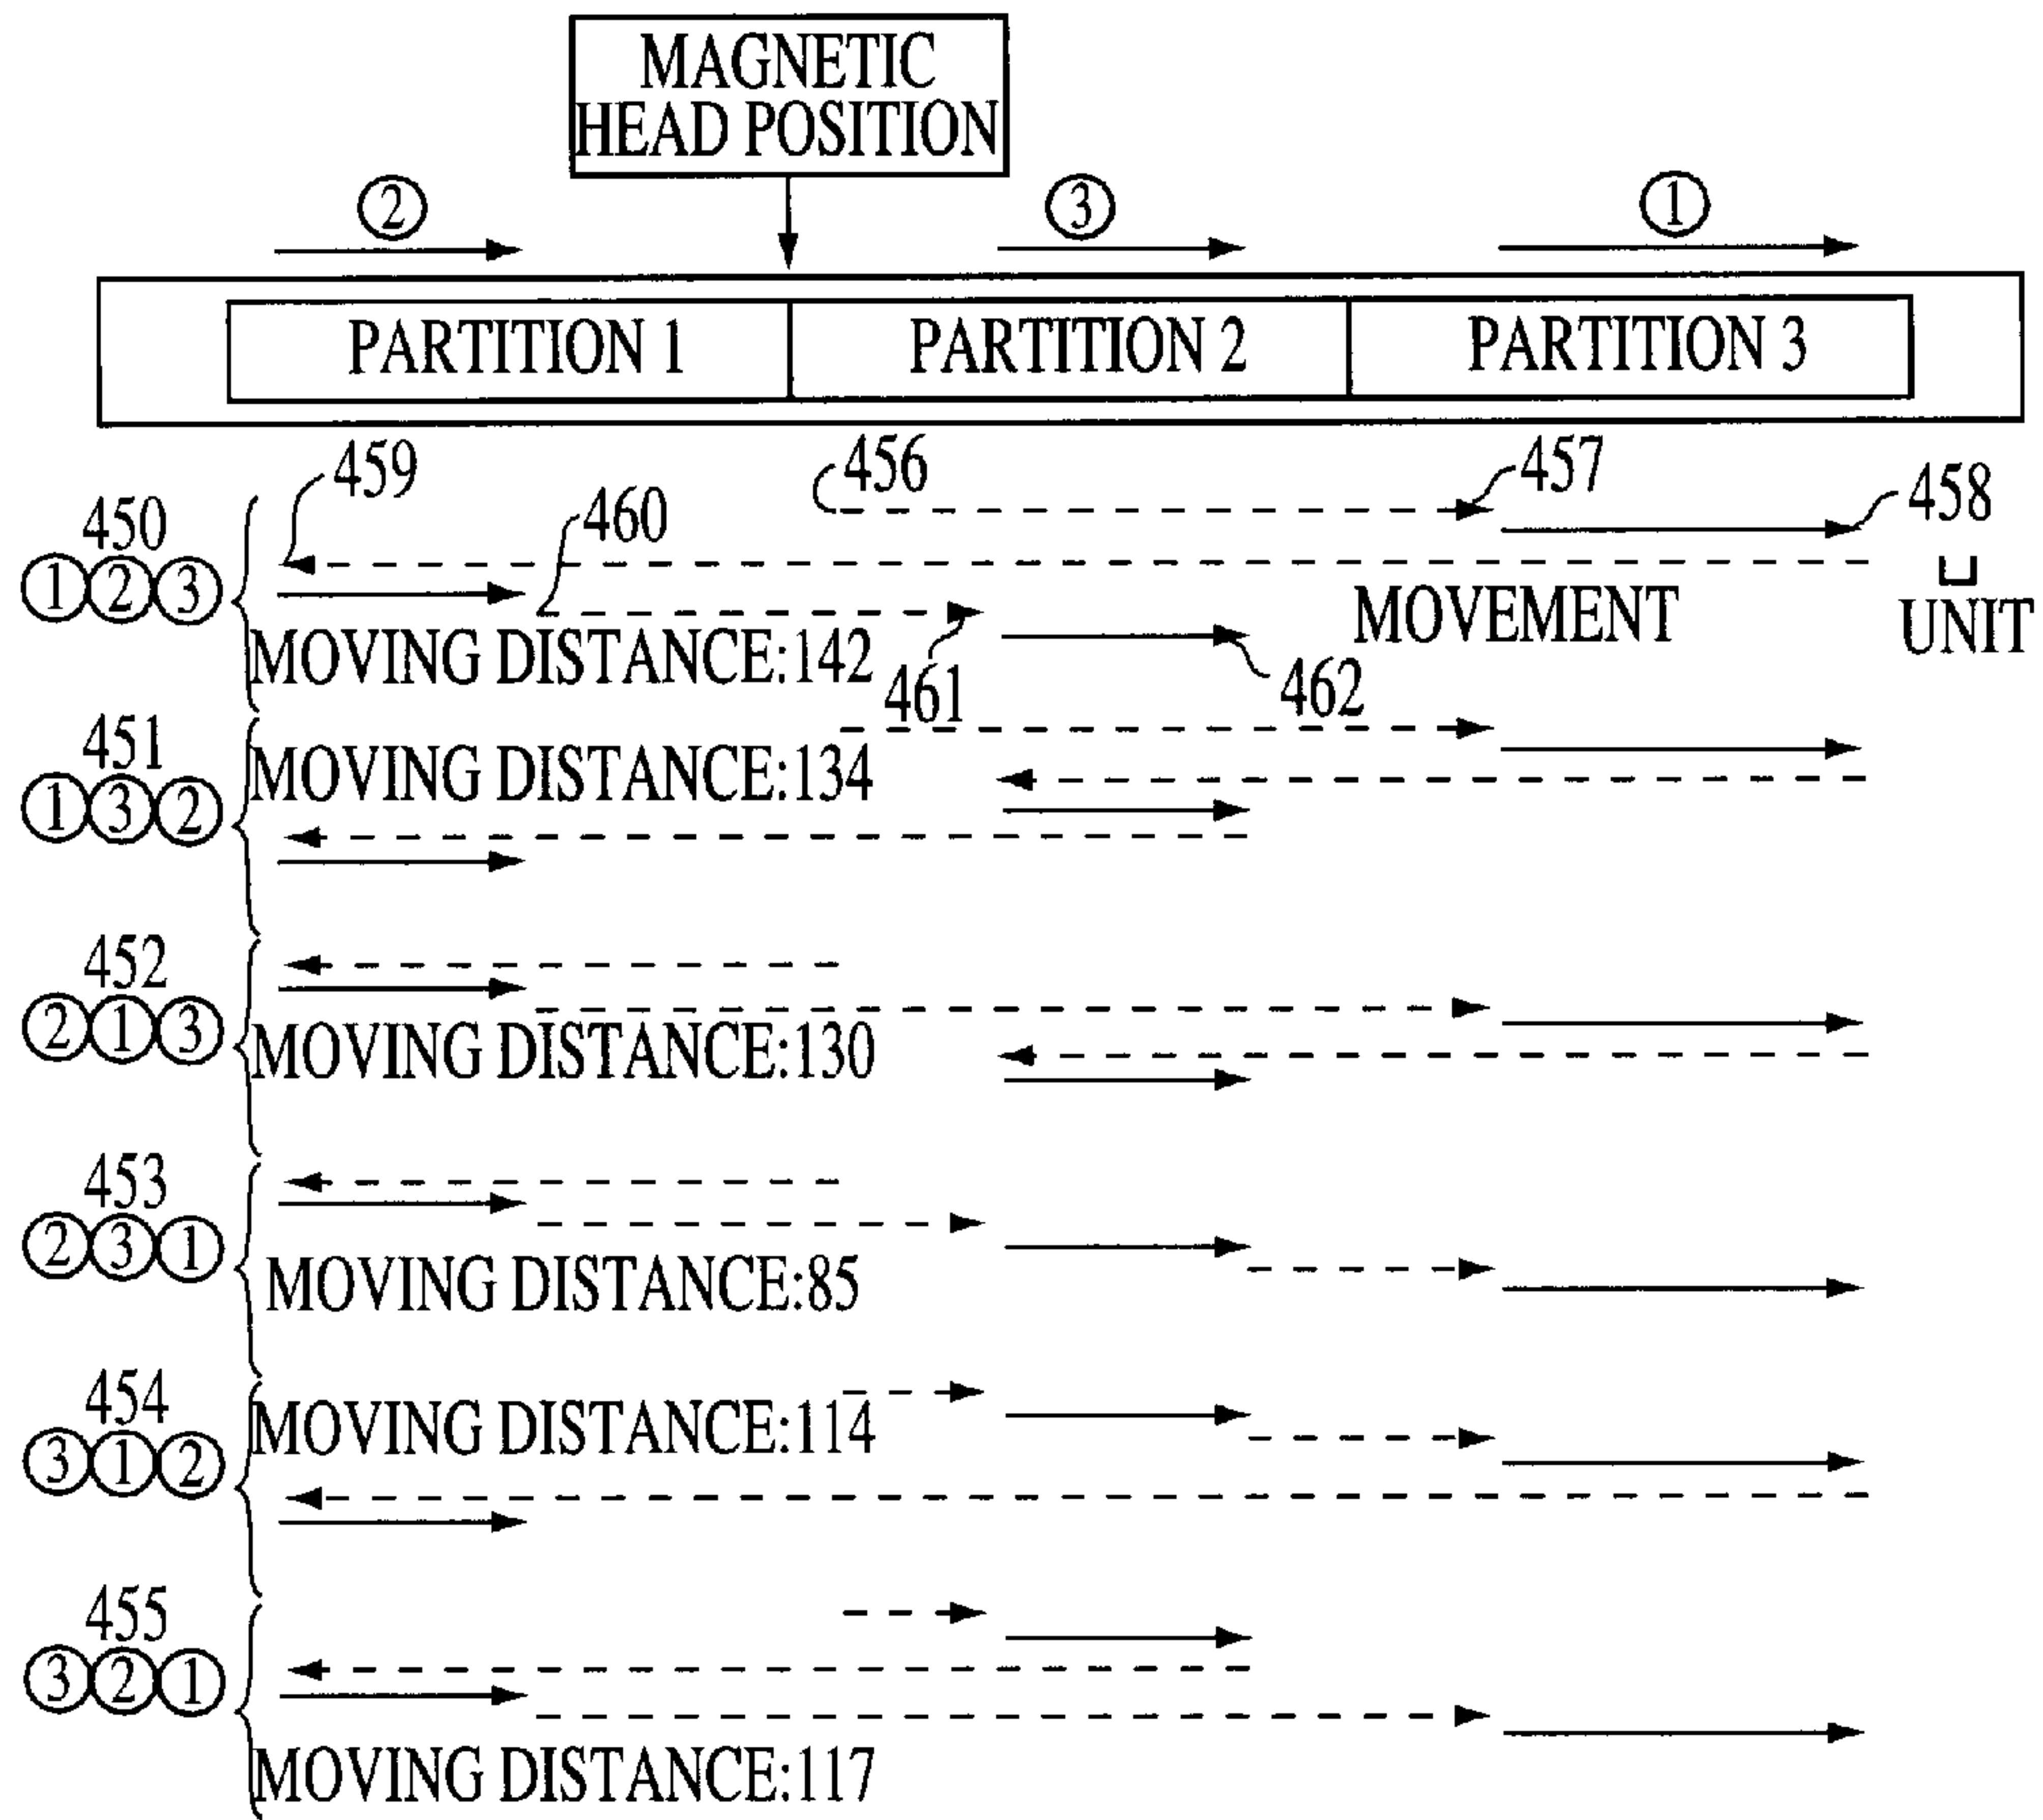 MAGNETIC
HEAD POSITION
② ③ ①
PARTITION 1 PARTITION 2 PARTITION 3
459 456 457
450 460 458
①②③
MOVEMENT UNIT
MOVING DISTANCE:142 461 462
451
①③②
MOVING DISTANCE:134
452
②①③
MOVING DISTANCE:130
453
②③①
MOVING DISTANCE:85
454
③①②
MOVING DISTANCE:114
455
③②①
MOVING DISTANCE:117